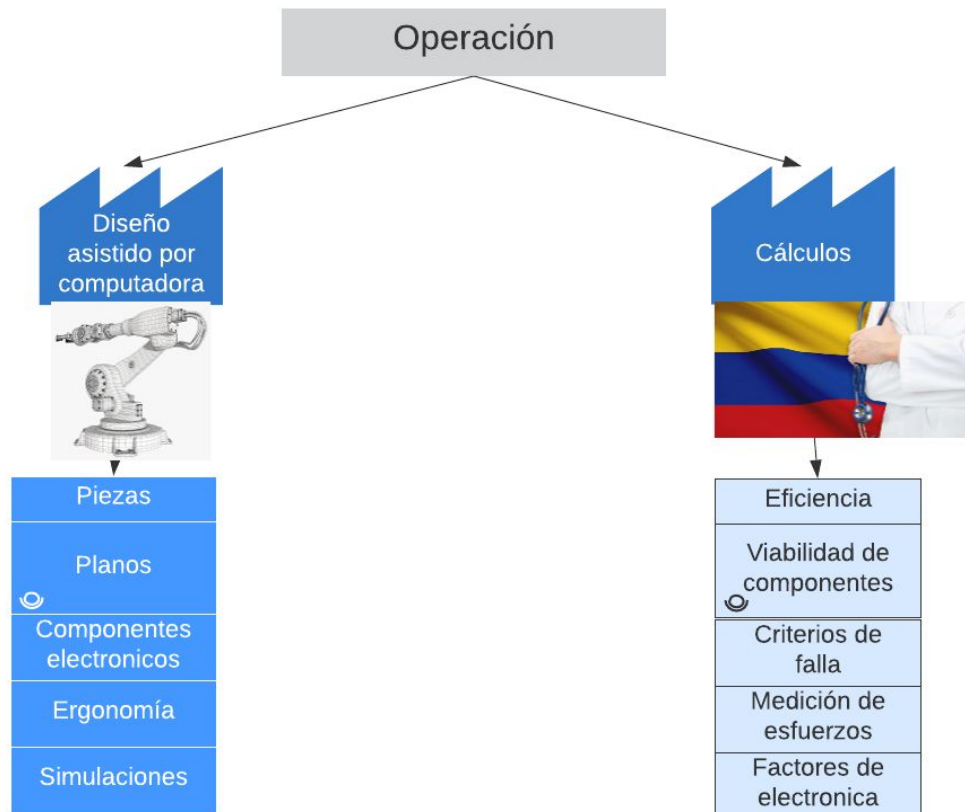 Operación
Diseño
asistido por
computadora
Cálculos
Piezas
Planos
Componentes
electronicos
Ergonomía
Simulaciones
Eficiencia
Viabilidad de
componentes
Criterios de
falla
Medición de
esfuerzos
Factores de
electronica